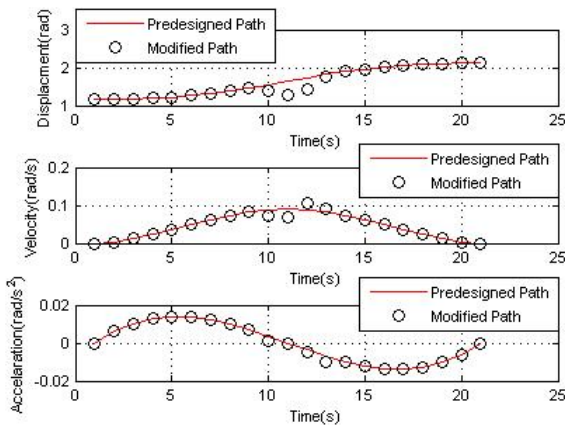 Predesigned Path
Modified Path
Displacment(rad)
3
2
1
0 5 10 15 20 25
Time(s)
Predesigned Path
Modified Path
Velocity(rad/s)
0.2
0.1
0
0 5 10 15 20 25
Time(s)
Predesigned Path
Modified Path
Accelaration(rad/s²)
0.02
0
-0.02
0 5 10 15 20 25
Time(s)